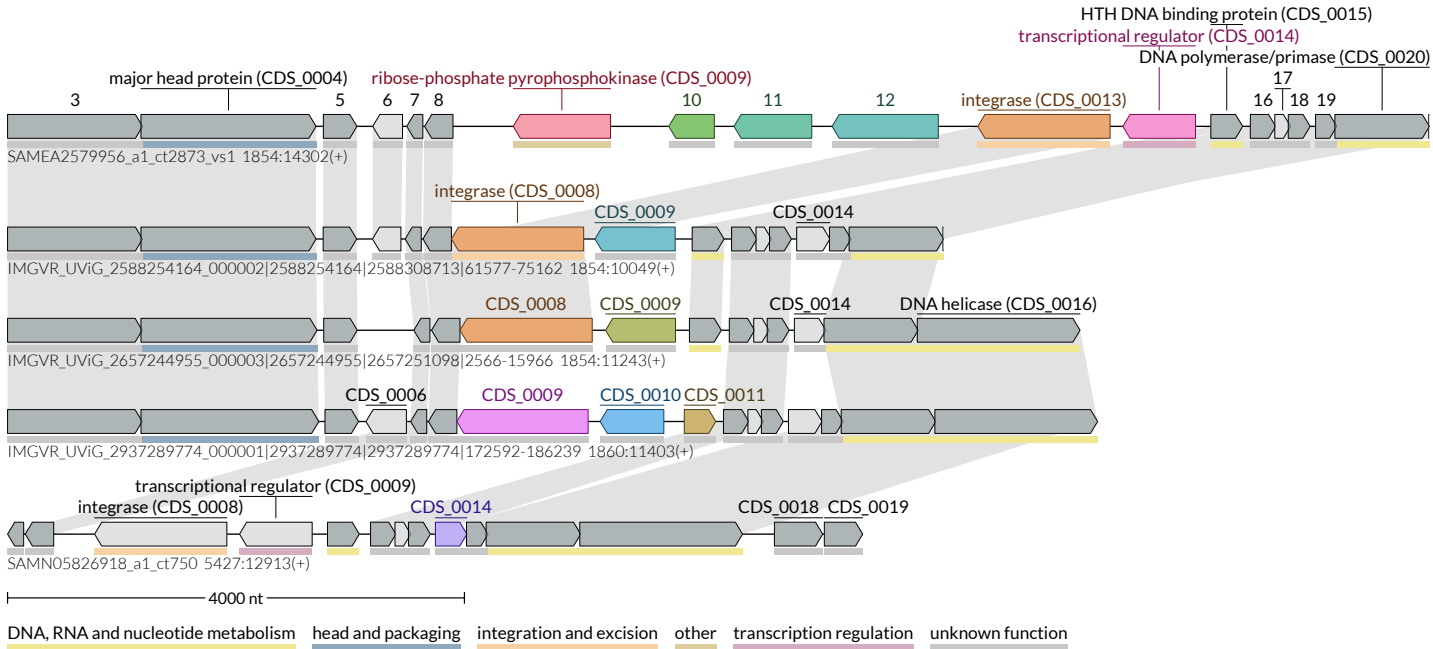 HTH DNA binding protein (CDS_0015)
transcriptional regulator (CDS_0014)
DNA polymerase/primase (CDS_0020)
major head protein (CDS_0004) ribose-phosphate pyrophosphokinase (CDS_0009) 17
3 5 6 7 8 10 11 12 integrase (CDS_0013) 16 18 19
SAMEA2579956_a1_ct2873_vs1 1854:14302(+)
integrase (CDS_0008)
CDS_0009 CDS_0014
IMGVR_UViG_2588254164_000002|2588254164|2588308713|61577-75162 1854:10049(+)
CDS_0008 CDS_0009 CDS_0014 DNA helicase (CDS_0016)
IMGVR_UViG_2657244955_000003|2657244955|2657251098|2566-15966 1854:11243(+)
CDS_0006 CDS_0009 CDS_0010 CDS_0011
IMGVR_UViG_2937289774_000001|2937289774|2937289774|172592-186239 1860:11403(+)
transcriptional regulator (CDS_0009)
integrase (CDS_0008) CDS_0014 CDS_0018 CDS_0019
SAMN05826918_a1_ct750 5427:12913(+)
4000 nt
DNA, RNA and nucleotide metabolism head and packaging integration and excision other transcription regulation unknown function